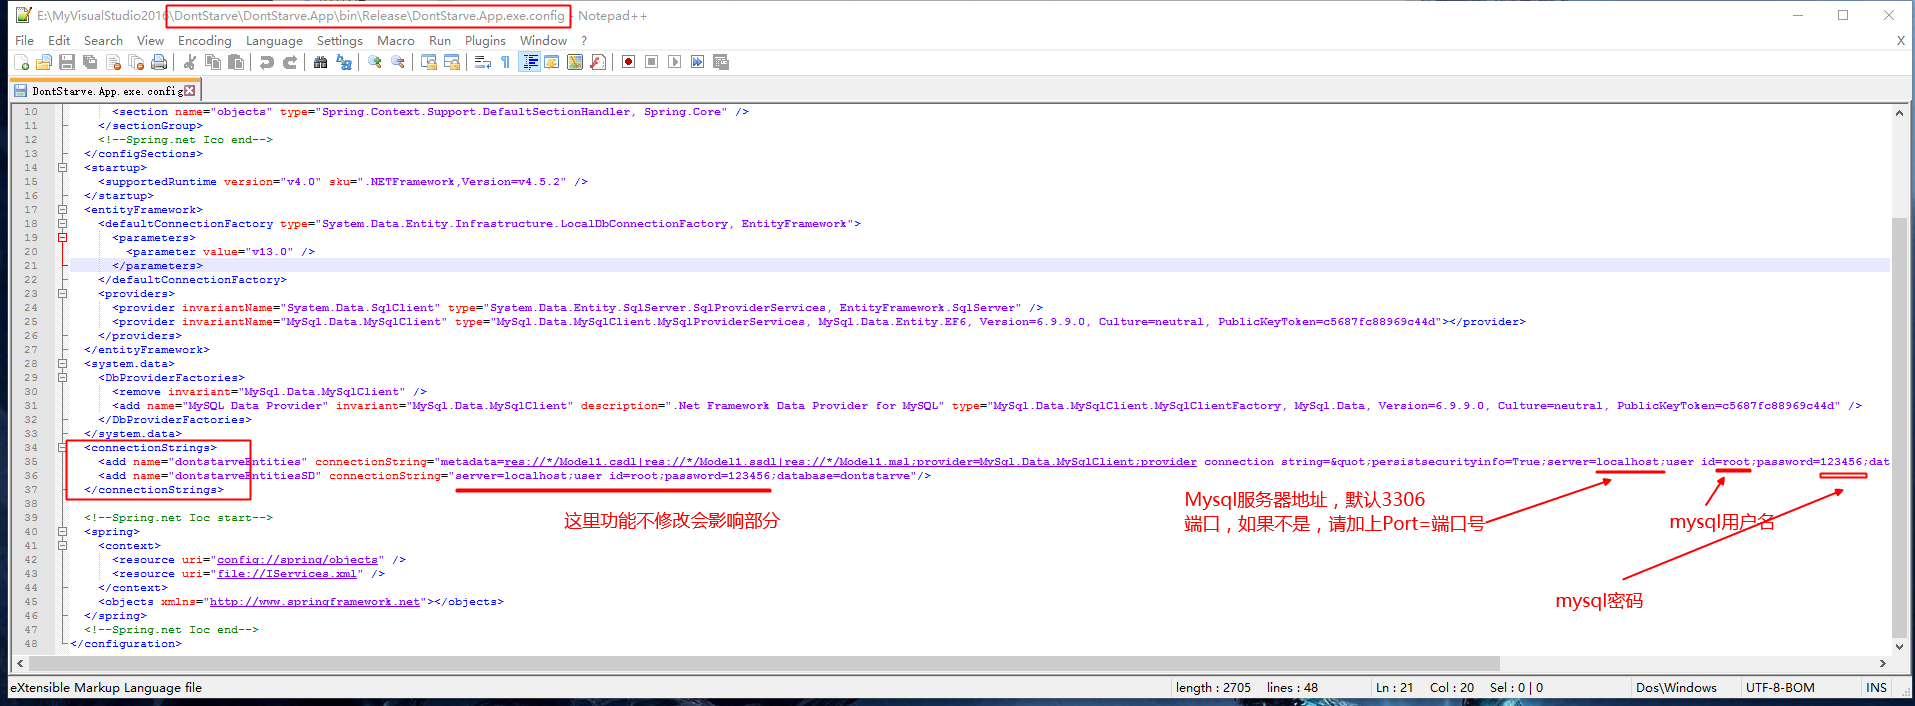 E:\MyVisualStudio2016\DontStarve\DontStarve.App\bin\Release\DontStarve.App.exe.config - Notepad++
File Edit Search View Encoding Language Settings Macro Run Plugins Window ? X
DontStarve.App.exe.config
10 <section name="objects" type="Spring.Context.Support.DefaultSectionHandler, Spring.Core" />
11 </sectionGroup>
12 <!--Spring.net Ico end-->
13 </configSections>
14 <startup>
15 <supportedRuntime version="v4.0" sku=".NETFramework,Version=v4.5.2" />
16 </startup>
17 <entityFramework>
18 <defaultConnectionFactory type="System.Data.Entity.Infrastructure.LocalDbConnectionFactory, EntityFramework">
19 <parameters>
20 <parameter value="v13.0" />
21 </parameters>
22 </defaultConnectionFactory>
23 <providers>
24 <provider invariantName="System.Data.SqlClient" type="System.Data.Entity.SqlServer.SqlProviderServices, EntityFramework.SqlServer" />
25 <provider invariantName="MySql.Data.MySqlClient" type="MySql.Data.MySqlClient.MySqlProviderServices, MySql.Data.Entity.EF6, Version=6.9.9.0, Culture=neutral, PublicKeyToken=c5687fc88969c44d"></provider>
26 </providers>
27 </entityFramework>
28 <system.data>
29 <DbProviderFactories>
30 <remove invariant="MySql.Data.MySqlClient" />
31 <add name="MySQL Data Provider" invariant="MySql.Data.MySqlClient" description=".Net Framework Data Provider for MySQL" type="MySql.Data.MySqlClient.MySqlClientFactory, MySql.Data, Version=6.9.9.0, Culture=neutral, PublicKeyToken=c5687fc88969c44d" />
32 </DbProviderFactories>
33 </system.data>
34 <connectionStrings>
35 <add name="dontstarveEntities" connectionString="metadata=res://*/Model1.csdl|res://*/Model1.ssdl|res://*/Model1.msl;provider=MySql.Data.MySqlClient;provider connection string=&quot;persistsecurityinfo=True;server=localhost;user id=root;password=123456;dat
36 <add name="dontstarveEntitiesSD" connectionString="server=localhost;user id=root;password=123456;database=dontstarve"/>
37 </connectionStrings>
38
39 <!--Spring.net Ioc start-->
40 <spring>
41 <context>
42 <resource uri="config://spring/objects" />
43 <resource uri="file://IServices.xml" />
44 </context>
45 <objects xmlns="http://www.springframework.net"></objects>
46 </spring>
47 <!--Spring.net Ioc end-->
48 </configuration>
这里功能不修改会影响部分
Mysql服务器地址，默认3306
端口，如果不是，请加上Port=端口号
mysql用户名
mysql密码
eXtensible Markup Language file length : 2705 lines : 48 Ln : 21 Col : 20 Sel : 0 | 0 Dos\Windows UTF-8-BOM INS